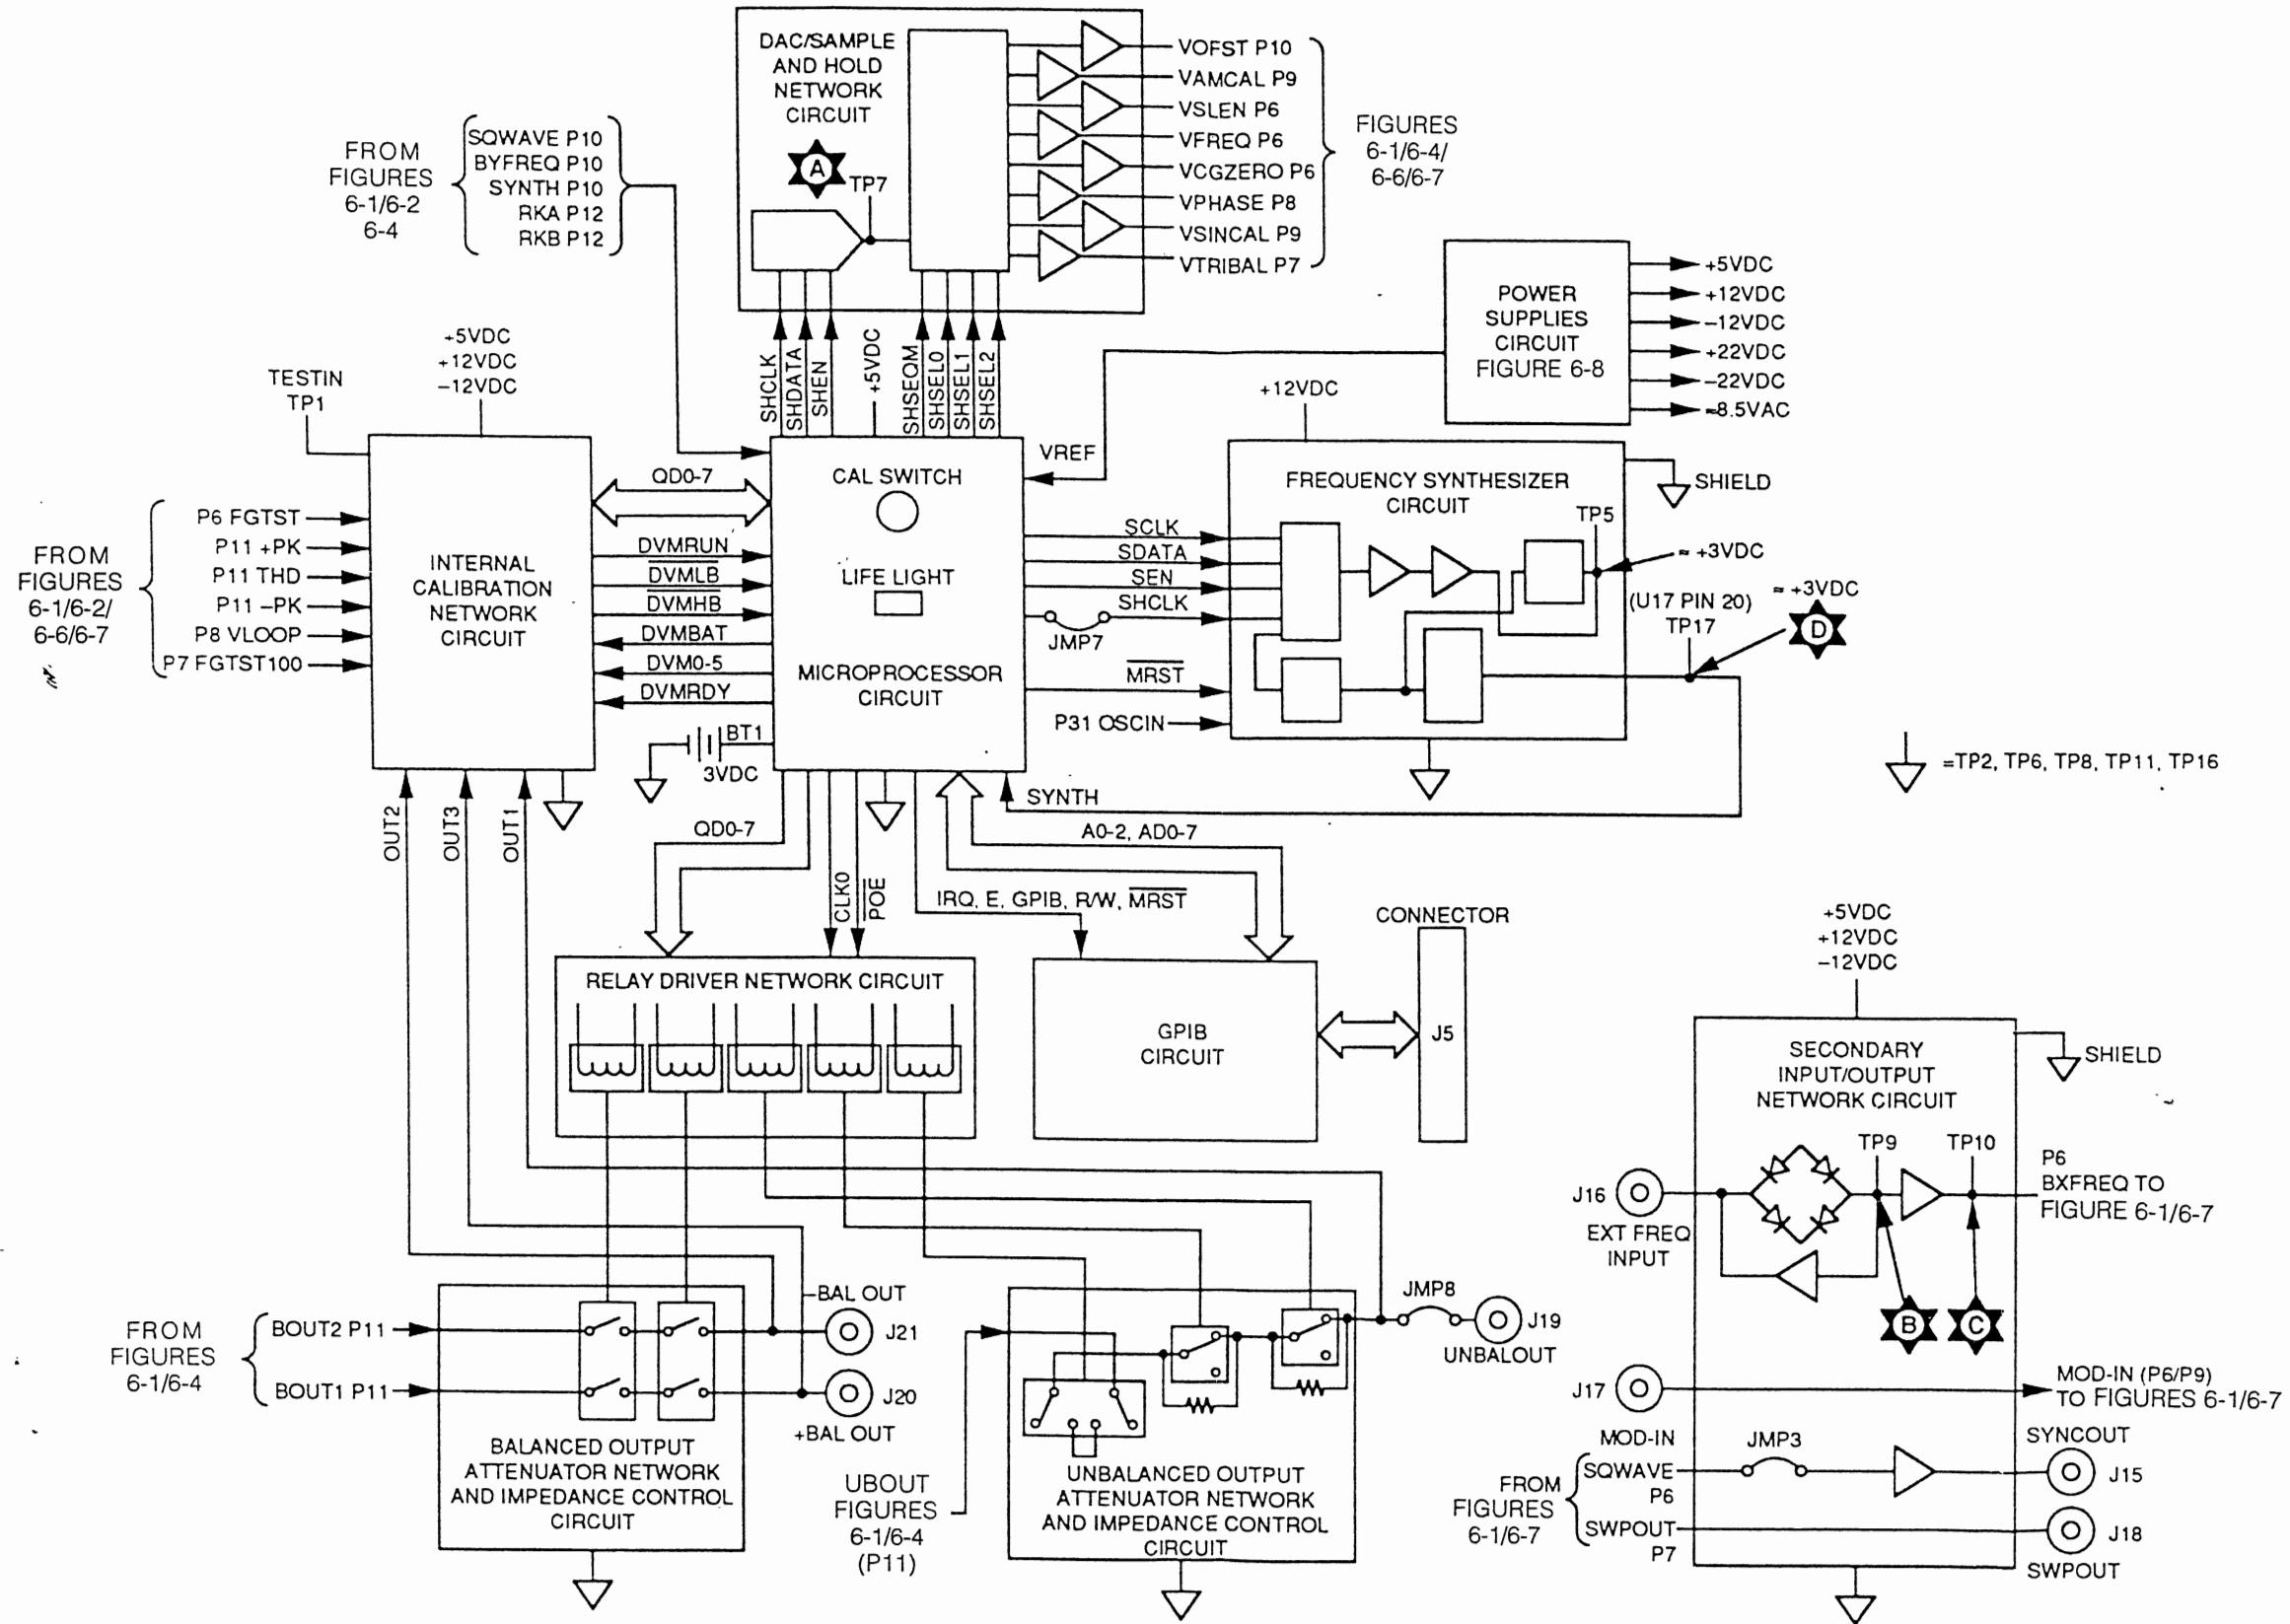 DAC/SAMPLE
AND HOLD
NETWORK
CIRCUIT
A
TP7
VOFST P10
VAMCAL P9
VSLEN P6
VFREQ P6
VCGZERO P6
VPHASE P8
VSINCAL P9
VTRIBAL P7
FIGURES
6-1/6-4/
6-6/6-7
FROM
FIGURES
6-1/6-2
6-4
SQWAVE P10
BYFREQ P10
SYNTH P10
RKA P12
RKB P12
SHCLK
SHDATA
SHEN
+5VDC
SHSEQM
SHSEL0
SHSEL1
SHSEL2
POWER
SUPPLIES
CIRCUIT
FIGURE 6-8
+5VDC
+12VDC
−12VDC
+22VDC
−22VDC
≈8.5VAC
TESTIN
TP1
+5VDC
+12VDC
−12VDC
FROM
FIGURES
6-1/6-2/
6-6/6-7
P6 FGTST
P11 +PK
P11 THD
P11 −PK
P8 VLOOP
P7 FGTST100
INTERNAL
CALIBRATION
NETWORK
CIRCUIT
QD0-7
DVMRUN
DVMLB
DVMHB
DVMBAT
DVM0-5
DVMRDY
BT1
3VDC
CAL SWITCH
LIFE LIGHT
MICROPROCESSOR
CIRCUIT
VREF
SCLK
SDATA
SEN
SHCLK
JMP7
MRST
P31 OSCIN
+12VDC
FREQUENCY SYNTHESIZER
CIRCUIT
TP5
SHIELD
≈ +3VDC
(U17 PIN 20)
TP17
≈ +3VDC
D
=TP2, TP6, TP8, TP11, TP16
SYNTH
OUT2
OUT3
OUT1
QD0-7
CLK0
POE
A0-2, AD0-7
IRQ, E, GPIB, R/W, MRST
RELAY DRIVER NETWORK CIRCUIT
GPIB
CIRCUIT
CONNECTOR
J5
+5VDC
+12VDC
−12VDC
SECONDARY
INPUT/OUTPUT
NETWORK CIRCUIT
SHIELD
TP9
TP10
J16
EXT FREQ
INPUT
P6
BXFREQ TO
FIGURE 6-1/6-7
B
C
J17
MOD-IN
MOD-IN (P6/P9)
TO FIGURES 6-1/6-7
FROM
FIGURES
6-1/6-7
SQWAVE
P6
SWPOUT
P7
JMP3
SYNCOUT
J15
J18
SWPOUT
FROM
FIGURES
6-1/6-4
BOUT2 P11
BOUT1 P11
−BAL OUT
J21
J20
+BAL OUT
BALANCED OUTPUT
ATTENUATOR NETWORK
AND IMPEDANCE CONTROL
CIRCUIT
UBOUT
FIGURES
6-1/6-4
(P11)
JMP8
J19
UNBALOUT
UNBALANCED OUTPUT
ATTENUATOR NETWORK
AND IMPEDANCE CONTROL
CIRCUIT